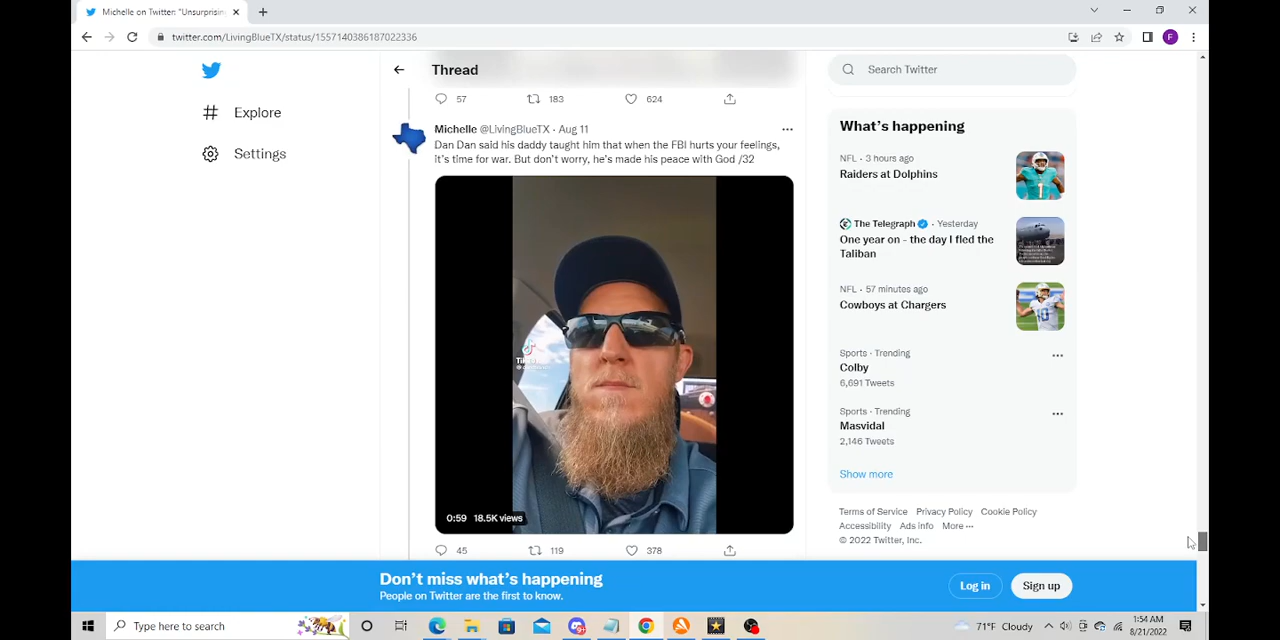 Michelle on Twitter: "Unsurprisin
twitter.com/LivingBlueTX/status/1557140386187022336
F
Explore
Settings
Thread
57 183 624
Michelle @LivingBlueTX · Aug 11
Dan Dan said his daddy taught him that when the FBI hurts your feelings,
it's time for war. But don't worry, he's made his peace with God /32
0:59 18.5K views
45 119 378
Search Twitter
What's happening
NFL · 3 hours ago
Raiders at Dolphins
The Telegraph · Yesterday
One year on - the day I fled the
Taliban
NFL · 57 minutes ago
Cowboys at Chargers
Sports · Trending
Colby
6,691 Tweets
Sports · Trending
Masvidal
2,146 Tweets
Show more
Terms of Service Privacy Policy Cookie Policy
Accessibility Ads info More ···
© 2022 Twitter, Inc.
Don't miss what's happening
People on Twitter are the first to know.
Log in Sign up
Type here to search
71°F Cloudy
1:54 AM
8/21/2022